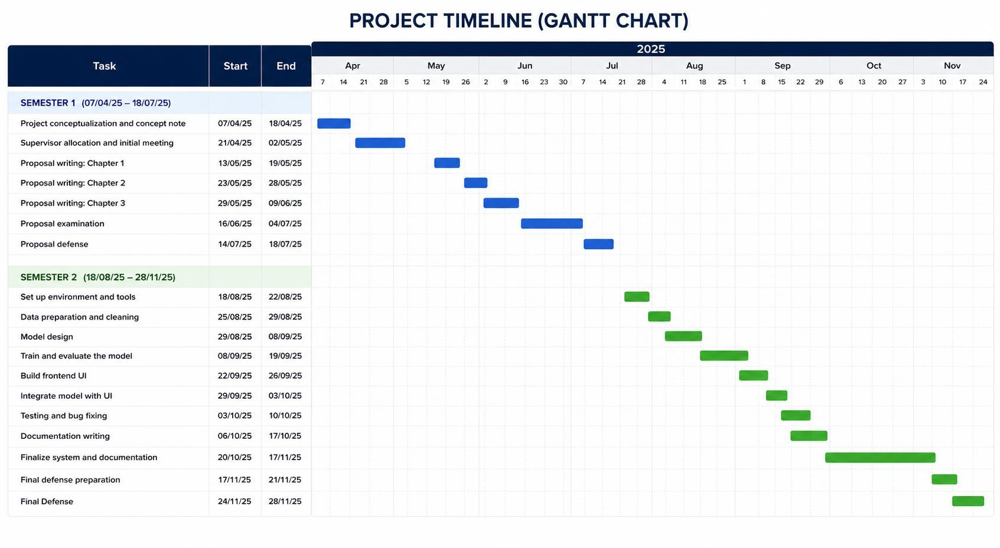 PROJECT TIMELINE (GANTT CHART)
Task Start End 2025
Apr May Jun Jul Aug Sep Oct Nov
7 14 21 28 5 12 19 26 2 9 16 23 30 7 14 21 28 4 11 18 25 1 8 15 22 29 6 13 20 27 3 10 17 24
SEMESTER 1 (07/04/25 – 18/07/25)
Project conceptualization and concept note 07/04/25 18/04/25
Supervisor allocation and initial meeting 21/04/25 02/05/25
Proposal writing: Chapter 1 13/05/25 19/05/25
Proposal writing: Chapter 2 23/05/25 28/05/25
Proposal writing: Chapter 3 29/05/25 09/06/25
Proposal examination 16/06/25 04/07/25
Proposal defense 14/07/25 18/07/25
SEMESTER 2 (18/08/25 – 28/11/25)
Set up environment and tools 18/08/25 22/08/25
Data preparation and cleaning 25/08/25 29/08/25
Model design 29/08/25 08/09/25
Train and evaluate the model 08/09/25 19/09/25
Build frontend UI 22/09/25 26/09/25
Integrate model with UI 29/09/25 03/10/25
Testing and bug fixing 03/10/25 10/10/25
Documentation writing 06/10/25 17/10/25
Finalize system and documentation 20/10/25 17/11/25
Final defense preparation 17/11/25 21/11/25
Final Defense 24/11/25 28/11/25